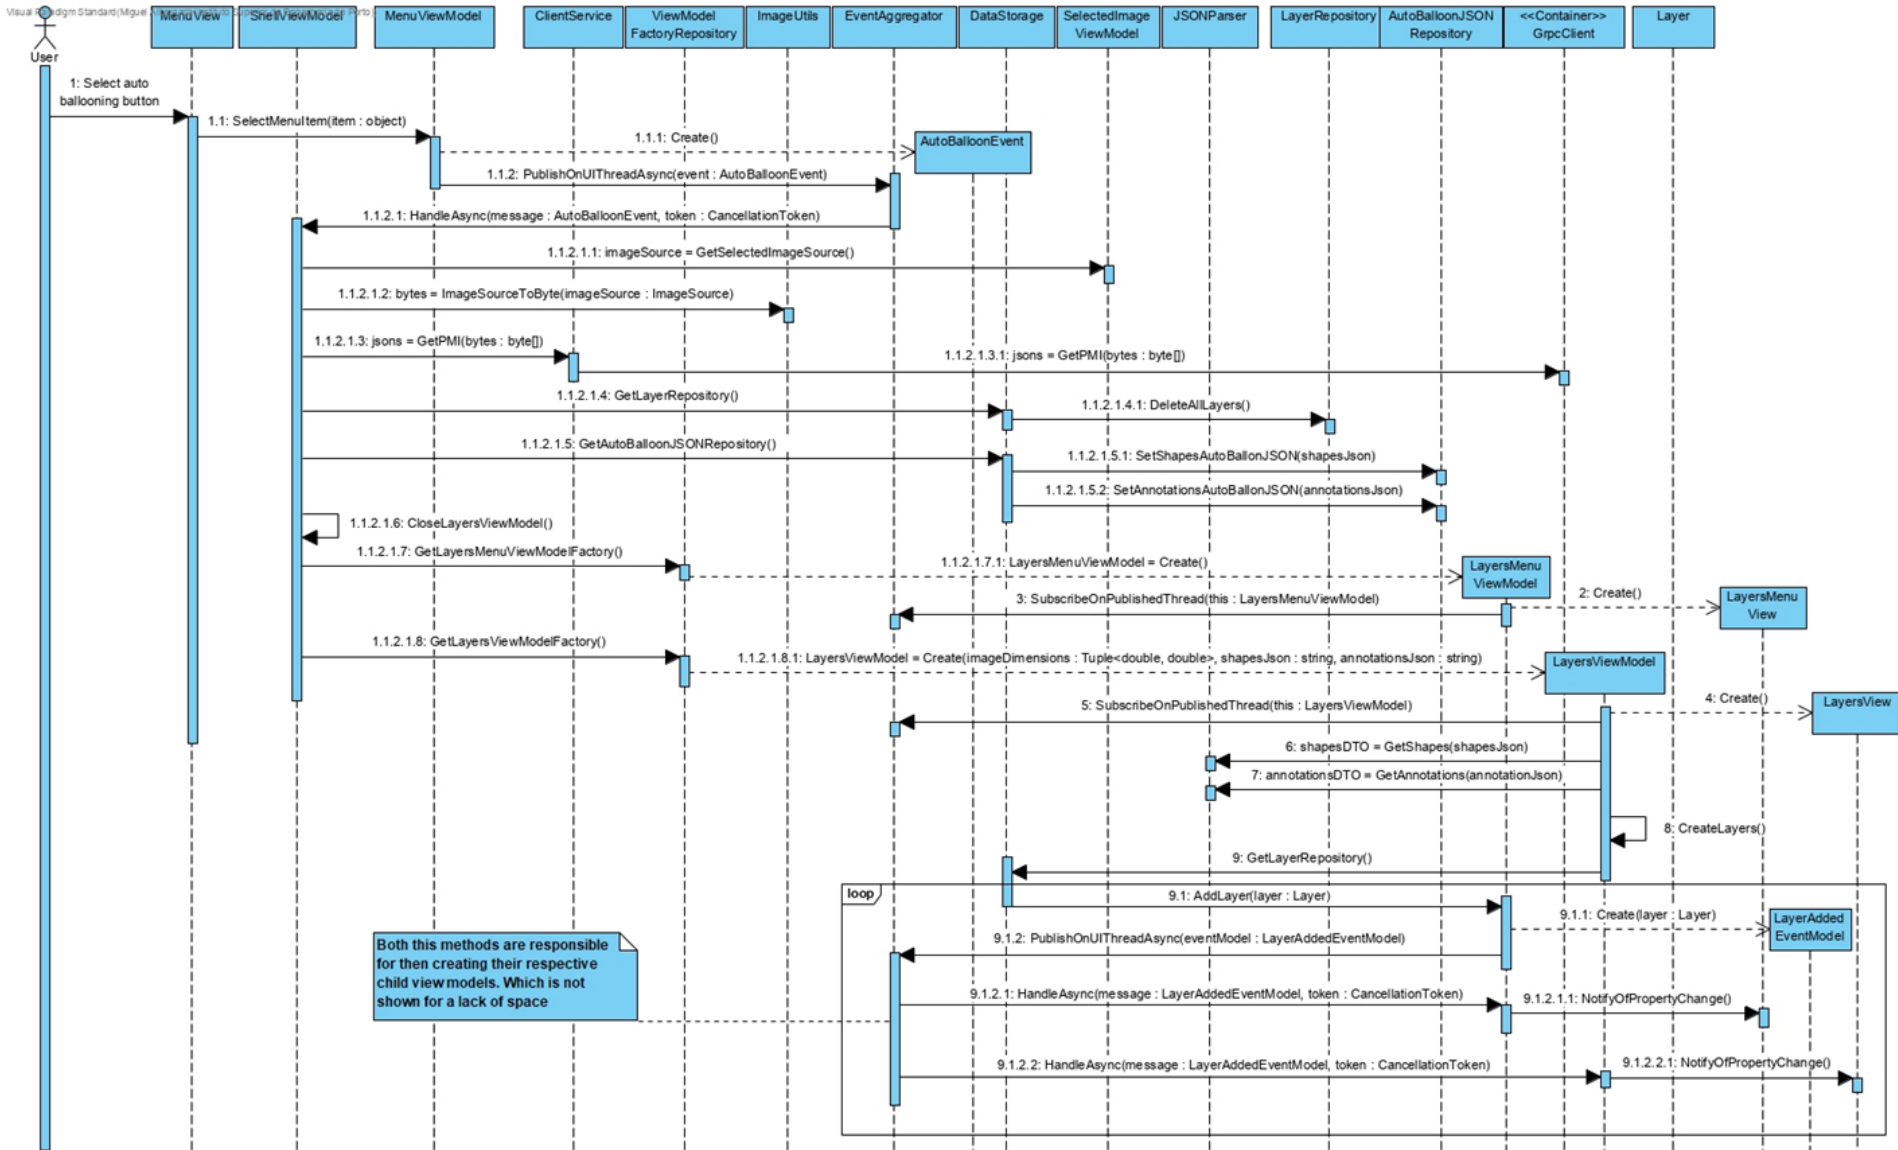 Visual Paradigm Standard(Miguel
MenuView
ShellViewModel
MenuViewModel
ClientService
ViewModel
FactoryRepository
ImageUtils
EventAggregator
DataStorage
SelectedImage
ViewModel
JSONParser
LayerRepository
AutoBalloonJSON
Repository
<<Container>>
GrpcClient
Layer
User
1: Select auto
ballooning button
1.1: SelectMenuItem(item : object)
1.1.1: Create()
AutoBalloonEvent
1.1.2: PublishOnUIThreadAsync(event : AutoBalloonEvent)
1.1.2.1: HandleAsync(message : AutoBalloonEvent, token : CancellationToken)
1.1.2.1.1: imageSource = GetSelectedImageSource()
1.1.2.1.2: bytes = ImageSourceToByte(imageSource : ImageSource)
1.1.2.1.3: jsons = GetPMI(bytes : byte[])
1.1.2.1.3.1: jsons = GetPMI(bytes : byte[])
1.1.2.1.4: GetLayerRepository()
1.1.2.1.4.1: DeleteAllLayers()
1.1.2.1.5: GetAutoBalloonJSONRepository()
1.1.2.1.5.1: SetShapesAutoBallonJSON(shapesJson)
1.1.2.1.5.2: SetAnnotationsAutoBallonJSON(annotationsJson)
1.1.2.1.6: CloseLayersViewModel()
1.1.2.1.7: GetLayersMenuViewModelFactory()
1.1.2.1.7.1: LayersMenuViewModel = Create()
LayersMenu
ViewModel
2: Create()
LayersMenu
View
3: SubscribeOnPublishedThread(this : LayersMenuViewModel)
1.1.2.1.8: GetLayersViewModelFactory()
1.1.2.1.8.1: LayersViewModel = Create(imageDimensions : Tuple<double, double>, shapesJson : string, annotationsJson : string)
LayersViewModel
4: Create()
LayersView
5: SubscribeOnPublishedThread(this : LayersViewModel)
6: shapesDTO = GetShapes(shapesJson)
7: annotationsDTO = GetAnnotations(annotationJson)
8: CreateLayers()
9: GetLayerRepository()
loop
9.1: AddLayer(layer : Layer)
9.1.1: Create(layer : Layer)
LayerAdded
EventModel
9.1.2: PublishOnUIThreadAsync(eventModel : LayerAddedEventModel)
Both this methods are responsible
for then creating their respective
child view models. Which is not
shown for a lack of space
9.1.2.1: HandleAsync(message : LayerAddedEventModel, token : CancellationToken)
9.1.2.1.1: NotifyOfPropertyChange()
9.1.2.2: HandleAsync(message : LayerAddedEventModel, token : CancellationToken)
9.1.2.2.1: NotifyOfPropertyChange()